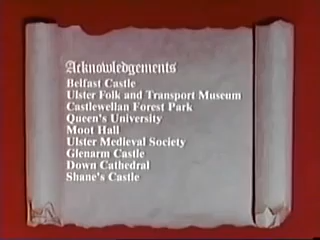 Acknowledgements
Belfast Castle
Ulster Folk and Transport Museum
Castlewellan Forest Park
Queen's University
Moot Hall
Ulster Medieval Society
Glenarm Castle
Down Cathedral
Shane's Castle